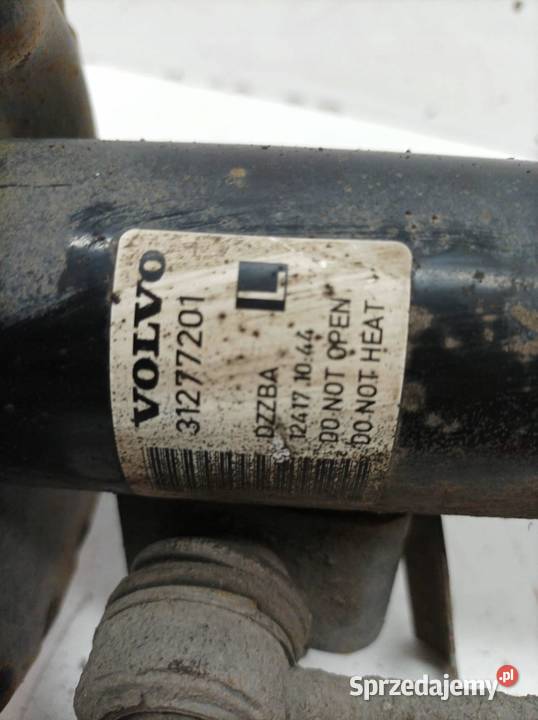 VOLVO
31277201
L
DZZBA
12417 10:44
DO NOT OPEN
DO NOT HEAT
Sprzedajemy.pl